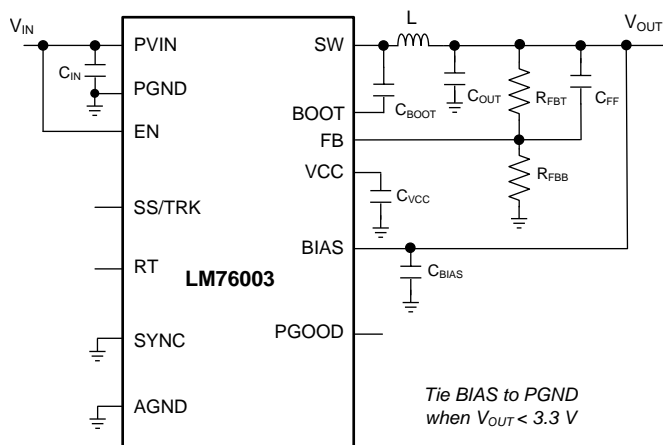 VIN
PVIN
SW
L
VOUT
CIN
PGND
COUT
RFBT
CFF
CBOOT
BOOT
EN
FB
VCC
RFBB
CVCC
SS/TRK
BIAS
RT
LM76003
CBIAS
SYNC
PGOOD
Tie BIAS to PGND
when VOUT < 3.3 V
AGND